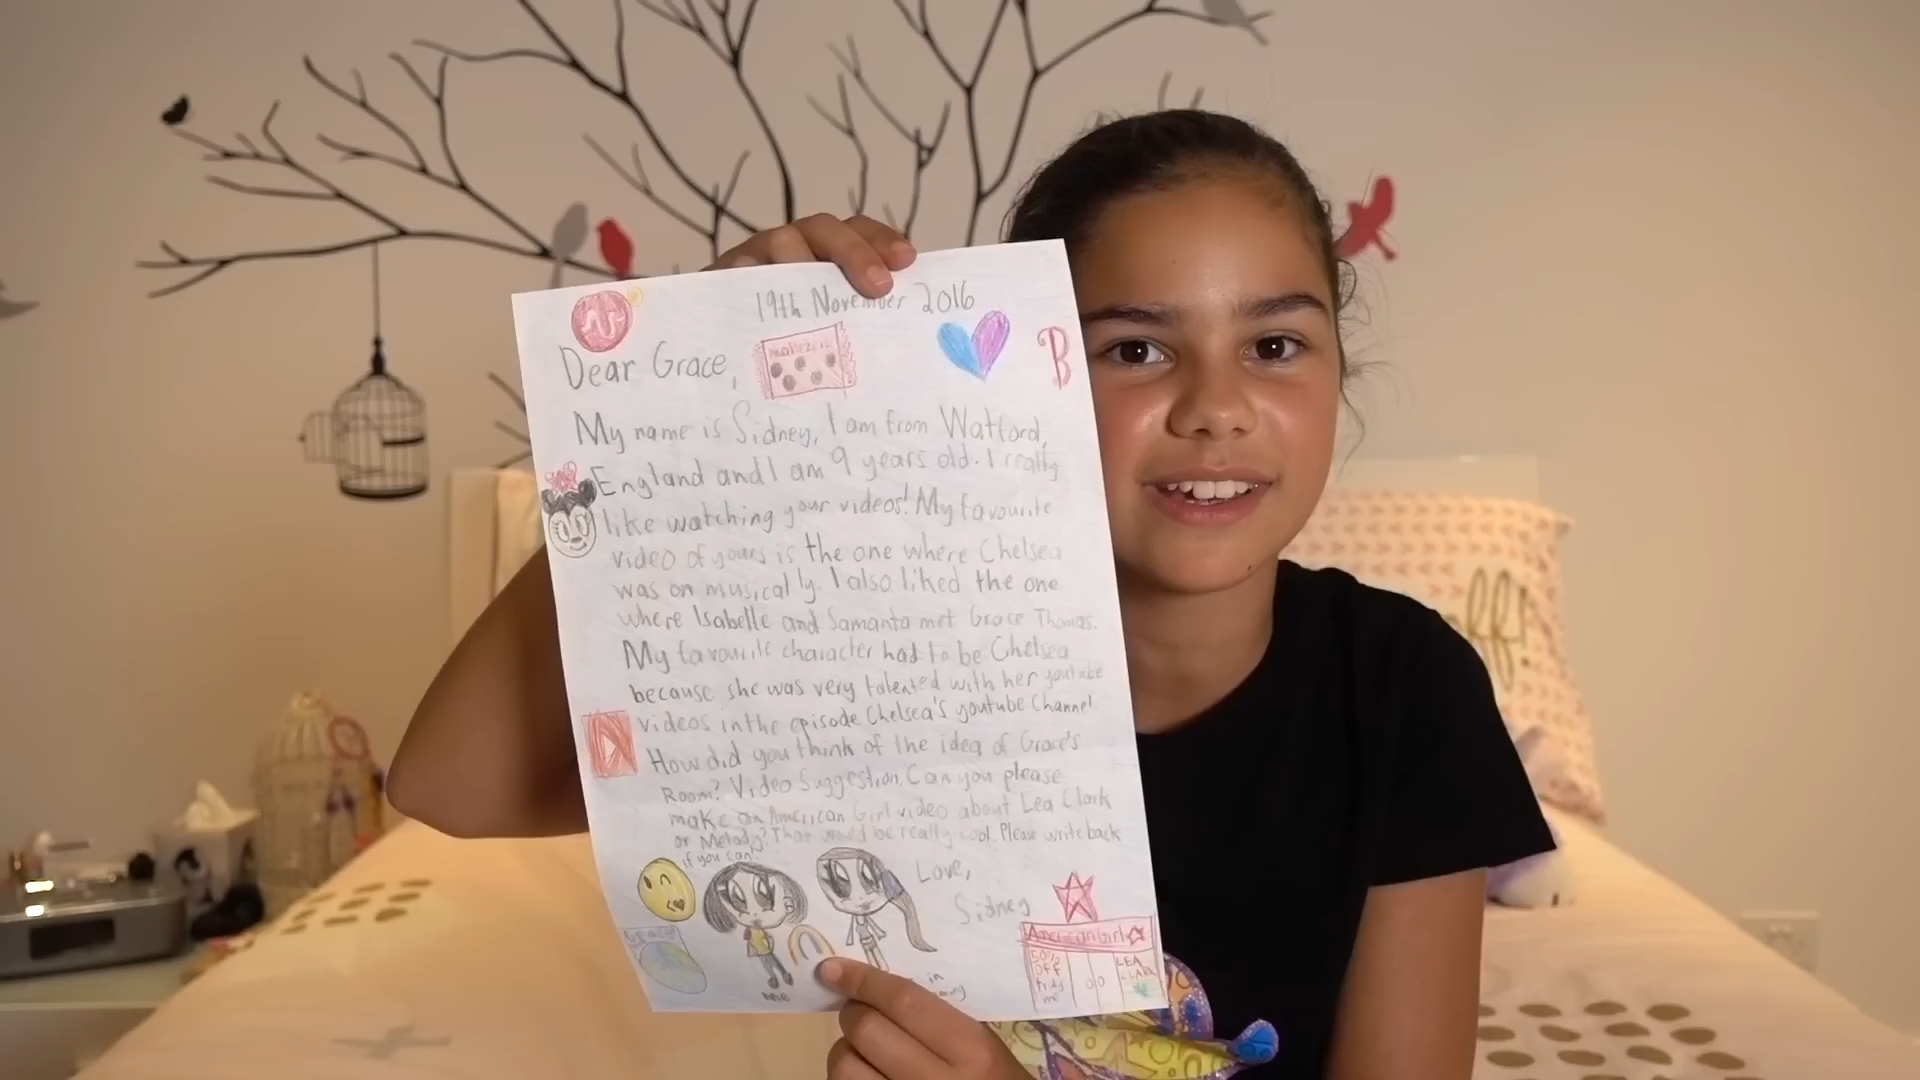 19th November 2016
Dear Grace,
B
My name is Sidney, I am from Watford,
England and I am 9 years old. I really
like watching your videos! My favourite
video of yours is the one where Chelsea
was on musically. I also liked the one
where Isabelle and Samanta met Grace Thomas.
My favourite character had to be Chelsea
because she was very talented with her youtube
videos in the episode Chelsea's youtube Channel.
How did you think of the idea of Grace's
Room? Video Suggestion. Can you please
make an American Girl video about Lea Clark
or Melody? That would be really cool. Please write back
if you can!
Love,
Sidney
me
in
American Girl
50%
OFF
LEA
CLARK
off!